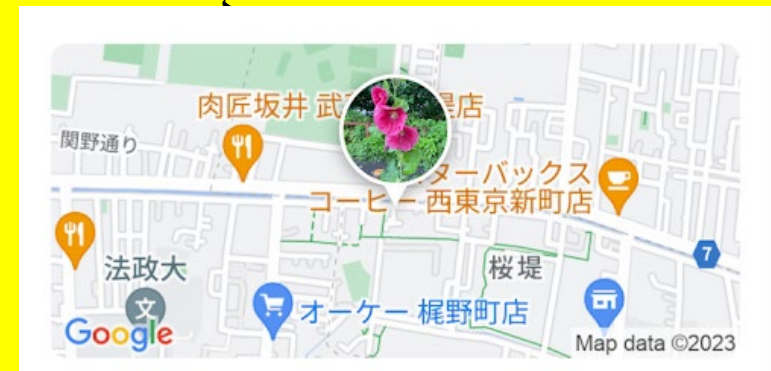 肉匠坂井 武
店
関野通り
ターバックス
コーヒー 西東京新町店
7
法政大
桜堤
文
オーケー 梶野町店
Google
Map data ©2023